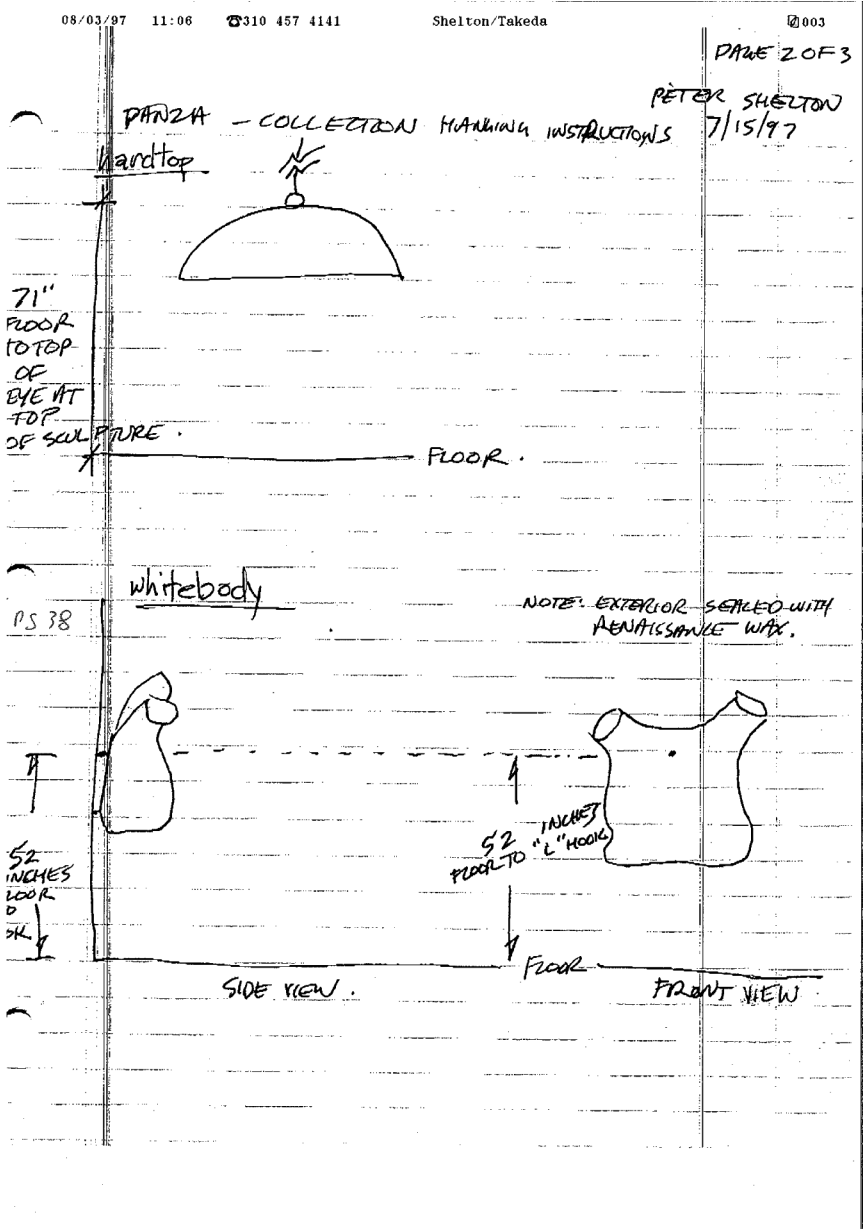 08/03/97 11:06 ☎310 457 4141 Shelton/Takeda 003
PAGE 2 OF 3
PETER SHELTON
PANZA – COLLECTION HANGING INSTRUCTIONS 7/15/97
hardtop
71"
FLOOR
TO TOP
OF
EYE AT
TOP
OF SCULPTURE.
FLOOR.
whitebody
PS 38
NOTE: EXTERIOR SEALED WITH
RENAISSANCE WAX.
52 INCHES
FLOOR TO "L" HOOK
52
INCHES
LOOR
O
OK
FLOOR
SIDE VIEW.
FRONT VIEW